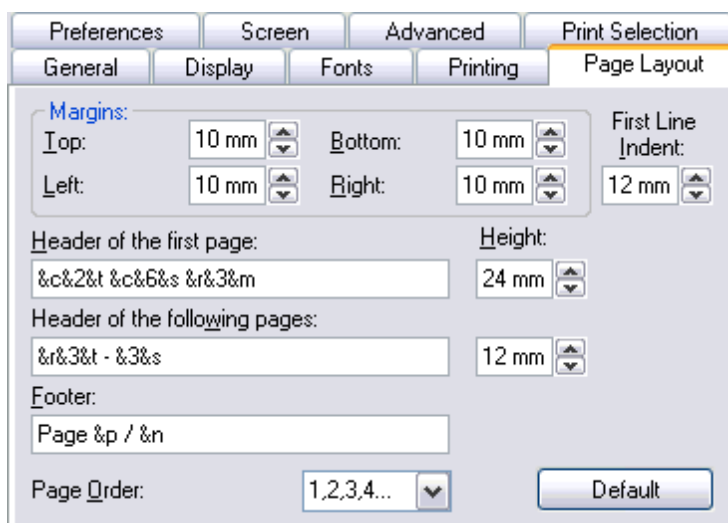 Preferences Screen Advanced Print Selection
General Display Fonts Printing Page Layout
Margins:
Top: 10 mm Bottom: 10 mm
Left: 10 mm Right: 10 mm
First Line
Indent:
12 mm
Header of the first page: Height:
&c&2&t &c&6&s &r&3&m 24 mm
Header of the following pages:
&r&3&t - &3&s 12 mm
Footer:
Page &p / &n
Page Order: 1,2,3,4... Default